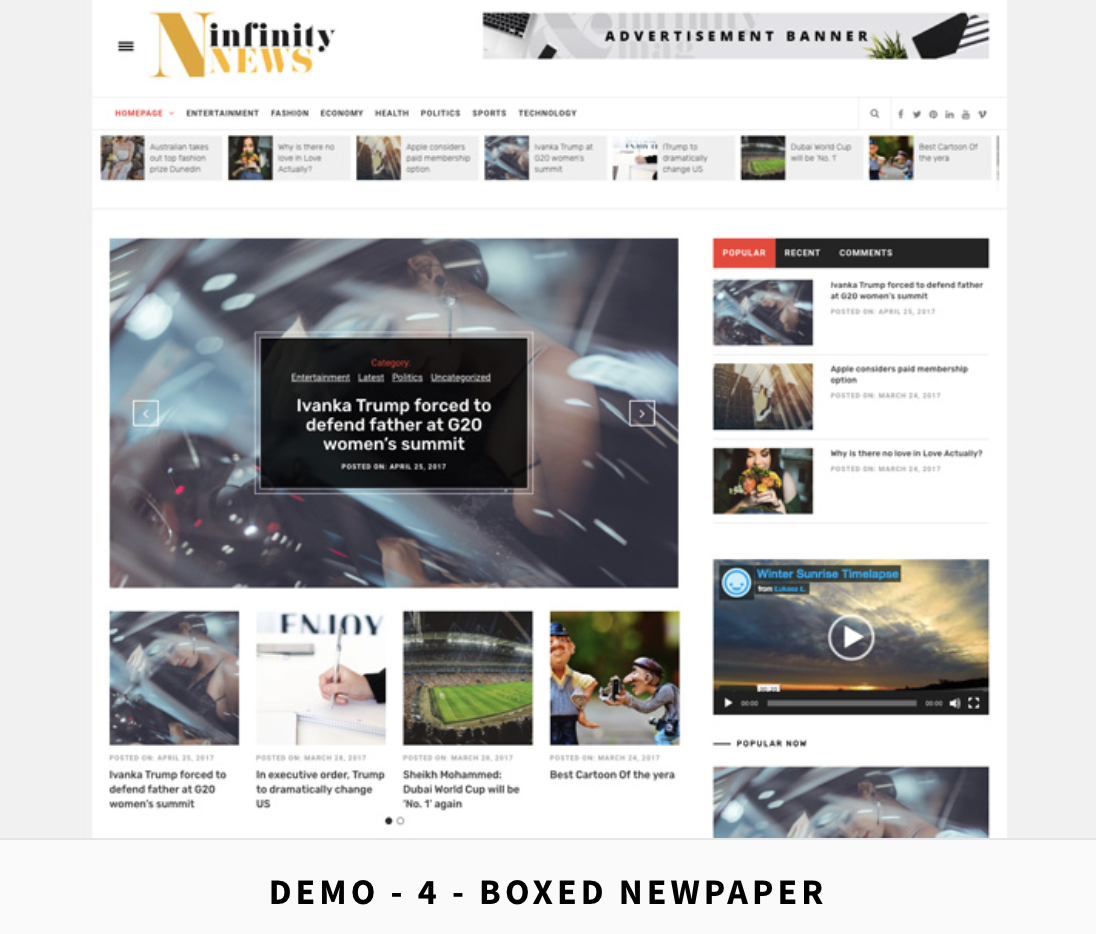 infinity
NEWS
ADVERTISEMENT BANNER
HOMEPAGE ENTERTAINMENT FASHION ECONOMY HEALTH POLITICS SPORTS TECHNOLOGY
Australian takes
out top fashion
prize Dunedin
Why is there no
love in Love
Actually?
Apple considers
paid membership
option
Ivanka Trump at
G20 women's
summit
ITrump to
dramatically
change US
Dubai World Cup
will be 'No. 1'
Best Cartoon Of
the yera
Category:
Entertainment Latest Politics Uncategorized
Ivanka Trump forced to
defend father at G20
women's summit
POSTED ON: APRIL 25, 2017
POPULAR RECENT COMMENTS
Ivanka Trump forced to defend father
at G20 women's summit
POSTED ON: APRIL 25, 2017
Apple considers paid membership
option
POSTED ON: MARCH 24, 2017
Why is there no love in Love Actually?
POSTED ON: MARCH 24, 2017
Winter Sunrise Timelapse
from Lukasz L.
00:20
00:00 00:00
POPULAR NOW
ENJOY
POSTED ON: APRIL 25, 2017
Ivanka Trump forced to
defend father at G20
women's summit
POSTED ON: MARCH 28, 2017
In executive order, Trump
to dramatically change
US
POSTED ON: MARCH 28, 2017
Sheikh Mohammed:
Dubai World Cup will be
'No. 1' again
POSTED ON: MARCH 24, 2017
Best Cartoon Of the yera
DEMO - 4 - BOXED NEWPAPER